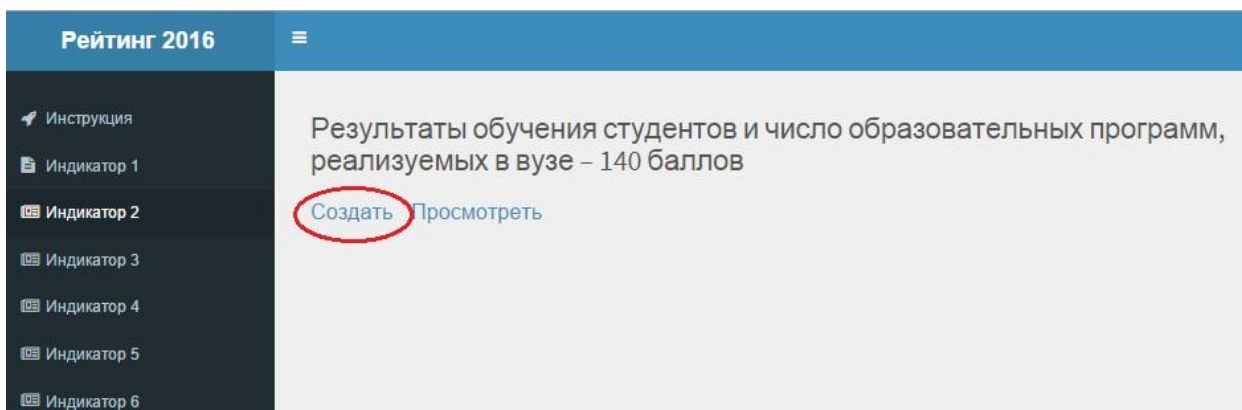 Рейтинг 2016
Инструкция
Индикатор 1
Индикатор 2
Индикатор 3
Индикатор 4
Индикатор 5
Индикатор 6
Результаты обучения студентов и число образовательных программ,
реализуемых в вузе – 140 баллов
Создать Просмотреть